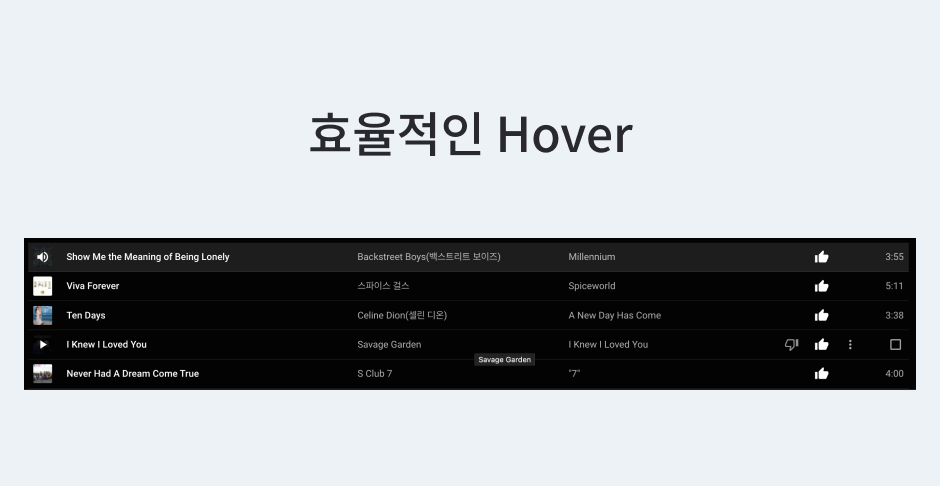 효율적인 Hover
Show Me the Meaning of Being Lonely Backstreet Boys(백스트리트 보이즈) Millennium 3:55
Viva Forever 스파이스 걸스 Spiceworld 5:11
Ten Days Celine Dion(셀린 디온) A New Day Has Come 3:38
I Knew I Loved You Savage Garden I Knew I Loved You
Savage Garden
Never Had A Dream Come True S Club 7 "7" 4:00